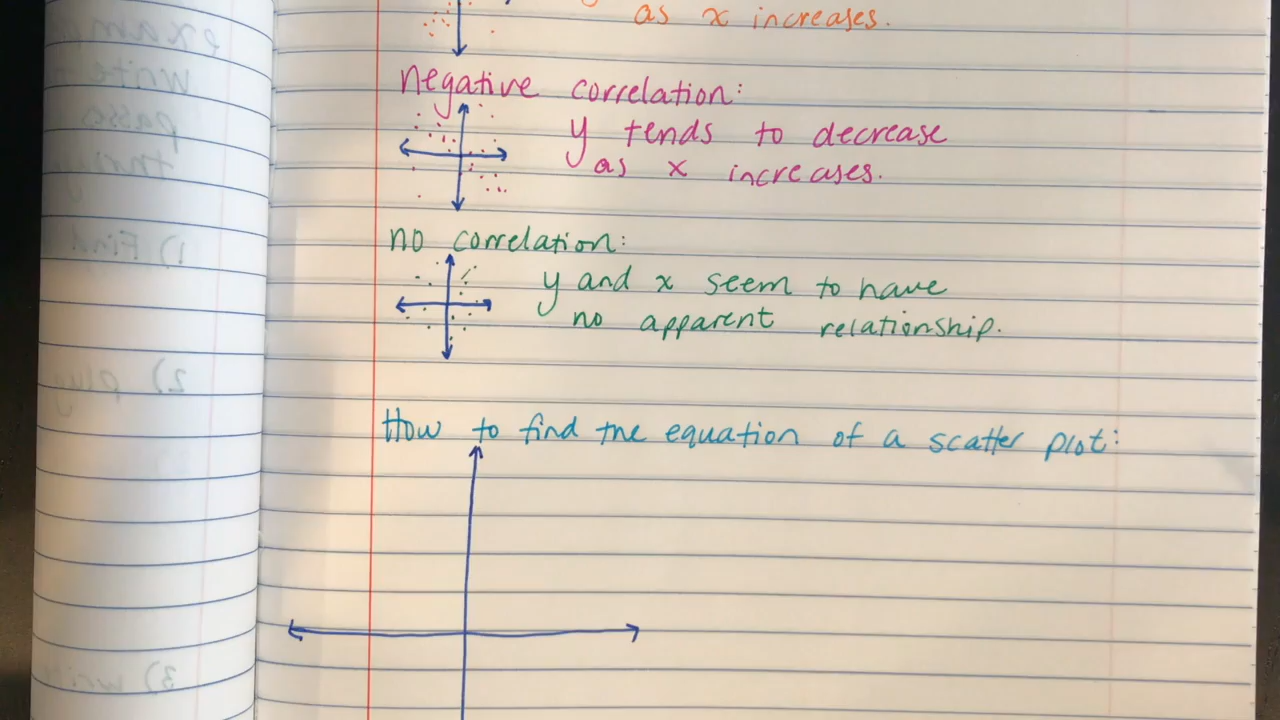 as x increases.
negative correlation:
y tends to decrease
as x increases.
no correlation:
y and x seem to have
no apparent relationship.
How to find the equation of a scatter plot: